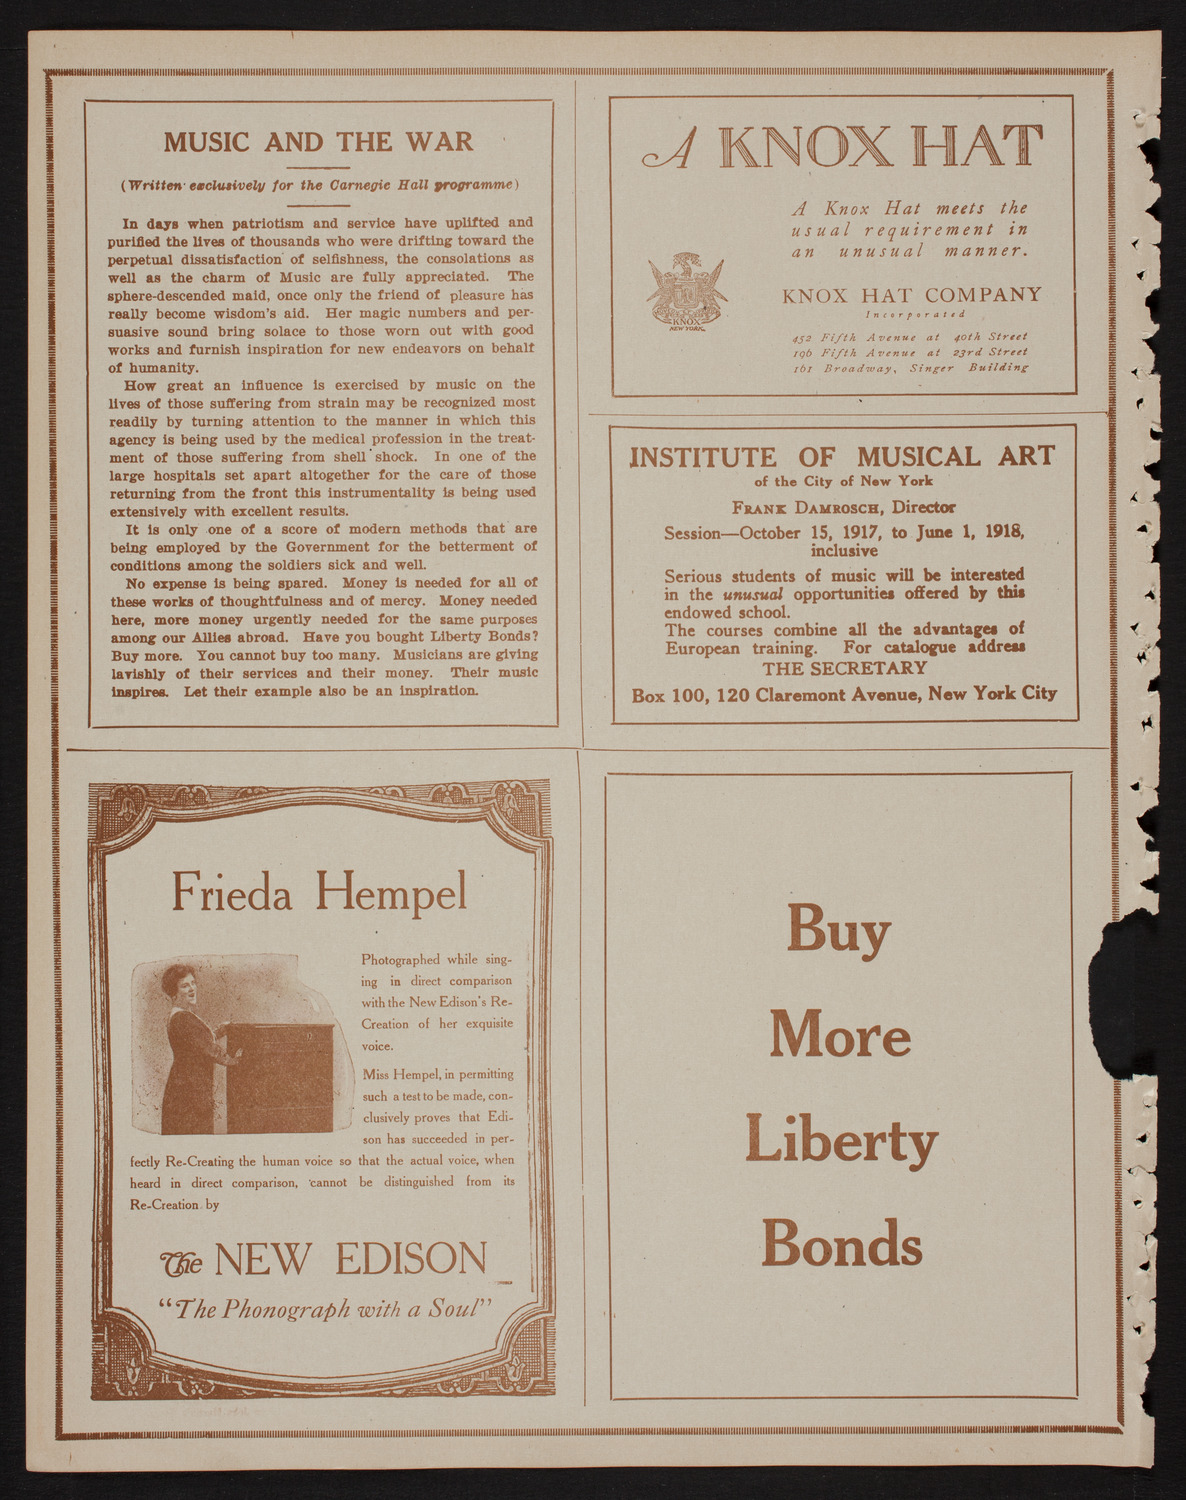 MUSIC AND THE WAR
(Written exclusively for the Carnegie Hall programme)
In days when patriotism and service have uplifted and
purified the lives of thousands who were drifting toward the
perpetual dissatisfaction of selfishness, the consolations as
well as the charm of Music are fully appreciated. The
sphere-descended maid, once only the friend of pleasure has
really become wisdom's aid. Her magic numbers and per-
suasive sound bring solace to those worn out with good
works and furnish inspiration for new endeavors on behalf
of humanity.
How great an influence is exercised by music on the
lives of those suffering from strain may be recognized most
readily by turning attention to the manner in which this
agency is being used by the medical profession in the treat-
ment of those suffering from shell shock. In one of the
large hospitals set apart altogether for the care of those
returning from the front this instrumentality is being used
extensively with excellent results.
It is only one of a score of modern methods that are
being employed by the Government for the betterment of
conditions among the soldiers sick and well.
No expense is being spared. Money is needed for all of
these works of thoughtfulness and of mercy. Money needed
here, more money urgently needed for the same purposes
among our Allies abroad. Have you bought Liberty Bonds?
Buy more. You cannot buy too many. Musicians are giving
lavishly of their services and their money. Their music
inspires. Let their example also be an inspiration.
A KNOX HAT
A Knox Hat meets the
usual requirement in
an unusual manner.
KNOX
NEW YORK.
KNOX HAT COMPANY
Incorporated
452 Fifth Avenue at 40th Street
196 Fifth Avenue at 23rd Street
161 Broadway, Singer Building
INSTITUTE OF MUSICAL ART
of the City of New York
FRANK DAMROSCH, Director
Session—October 15, 1917, to June 1, 1918,
inclusive
Serious students of music will be interested
in the unusual opportunities offered by this
endowed school.
The courses combine all the advantages of
European training. For catalogue address
THE SECRETARY
Box 100, 120 Claremont Avenue, New York City
Frieda Hempel
Photographed while sing-
ing in direct comparison
with the New Edison's Re-
Creation of her exquisite
voice.
Miss Hempel, in permitting
such a test to be made, con-
clusively proves that Edi-
son has succeeded in per-
fectly Re-Creating the human voice so that the actual voice, when
heard in direct comparison, cannot be distinguished from its
Re-Creation by
The NEW EDISON
"The Phonograph with a Soul"
Buy
More
Liberty
Bonds